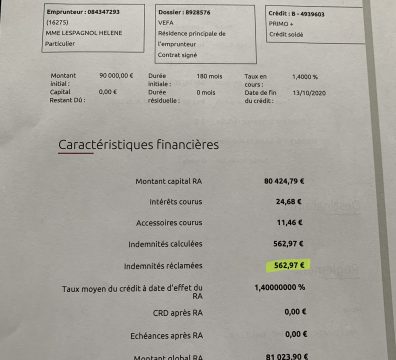 Emprunteur : 084347293
(16275)
MME LESPAGNOL HELENE
Particulier
Dossier : 8928576
VEFA
Résidence principale de
l'emprunteur
Contrat signé
Crédit : B - 4939603
PRIMO +
Crédit soldé
Montant initial : 90 000,00 € Durée initiale : 180 mois Taux en cours : 1,4000 %
Capital Restant Dû : 0,00 € Durée résiduelle : 0 mois Date de fin du crédit : 13/10/2020
Caractéristiques financières
Montant capital RA 80 424,79 €
Intérêts courus 24,68 €
Accessoires courus 11,46 €
Indemnités calculées 562,97 €
Indemnités réclamées 562,97 €
Taux moyen du crédit à date d'effet du RA 1,40000000 %
CRD après RA 0,00 €
Echéances après RA 0,00 €
Montant global RA 81 023,90 €